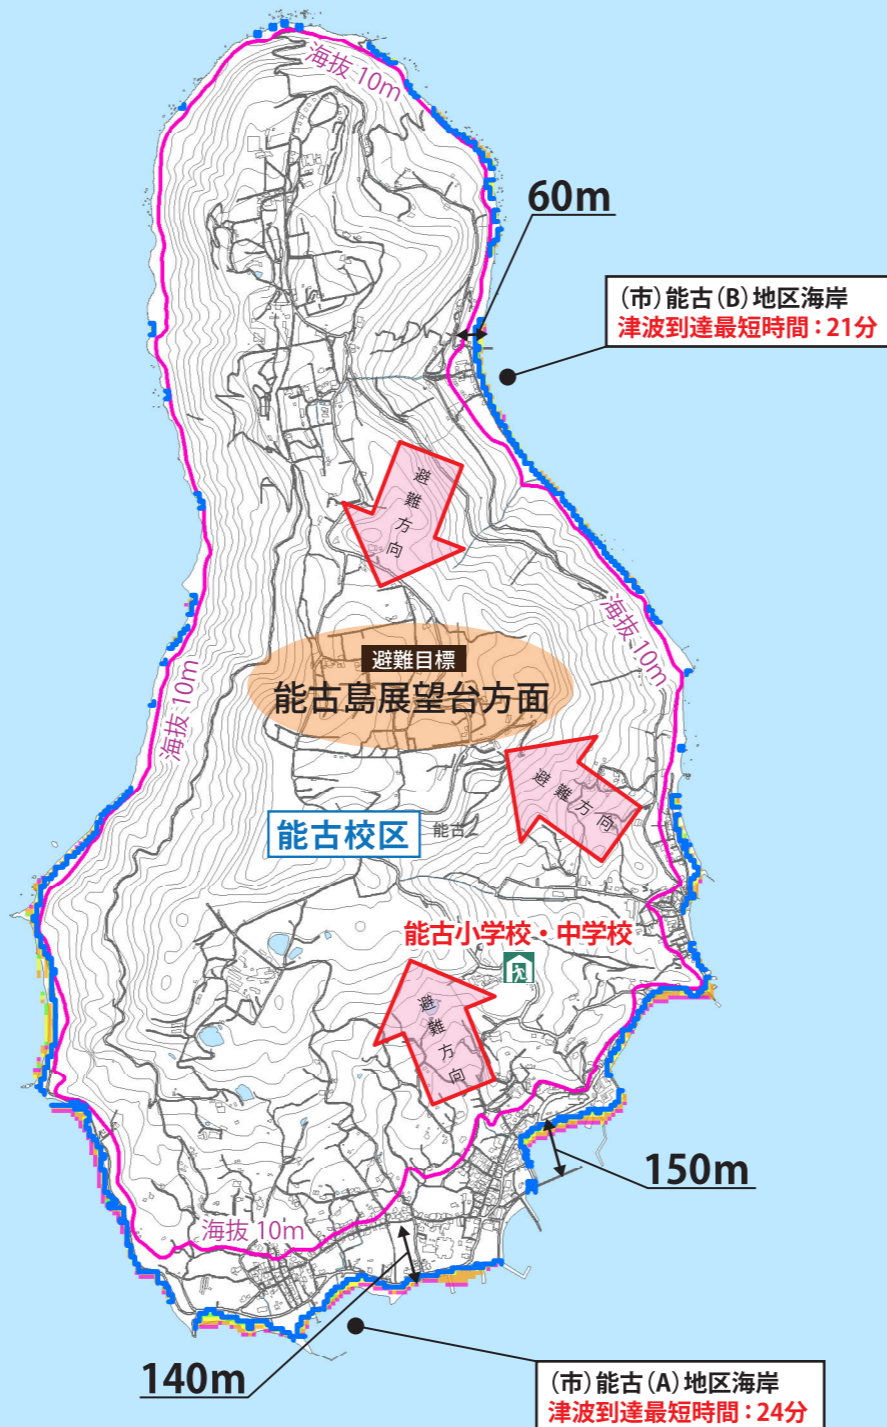 海抜 10m
60m
(市)能古(B)地区海岸
津波到達最短時間:21分
避難方向
海抜 10m
避難目標
能古島展望台方面
海抜 10m
避難方向
能古校区
能古
能古小学校・中学校
避難方向
150m
海抜 10m
140m
(市)能古(A)地区海岸
津波到達最短時間:24分